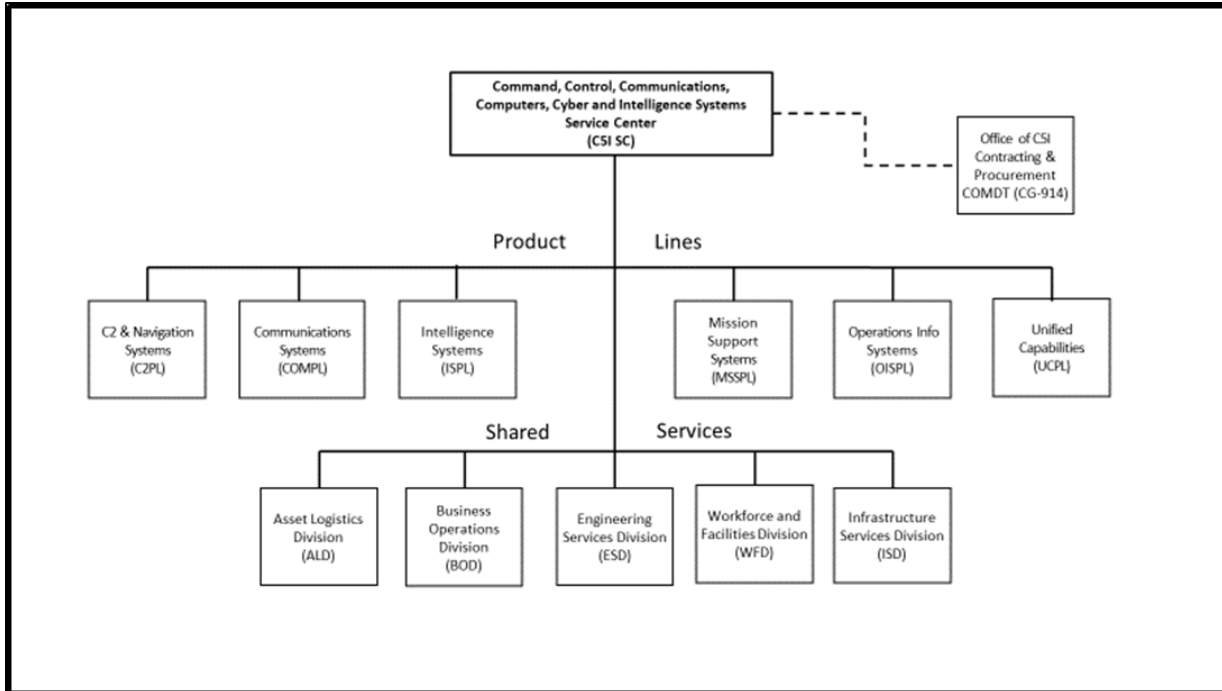 Command, Control, Communications,
Computers, Cyber and Intelligence Systems
Service Center
(C5I SC)
Office of C5I
Contracting &
Procurement
COMDT (CG-914)
Product Lines
C2 & Navigation
Systems
(C2PL)
Communications
Systems
(COMPL)
Intelligence
Systems
(ISPL)
Mission
Support
Systems
(MSSPL)
Operations Info
Systems
(OISPL)
Unified
Capabilities
(UCPL)
Shared Services
Asset Logistics
Division
(ALD)
Business
Operations
Division
(BOD)
Engineering
Services Division
(ESD)
Workforce and
Facilities Division
(WFD)
Infrastructure
Services Division
(ISD)